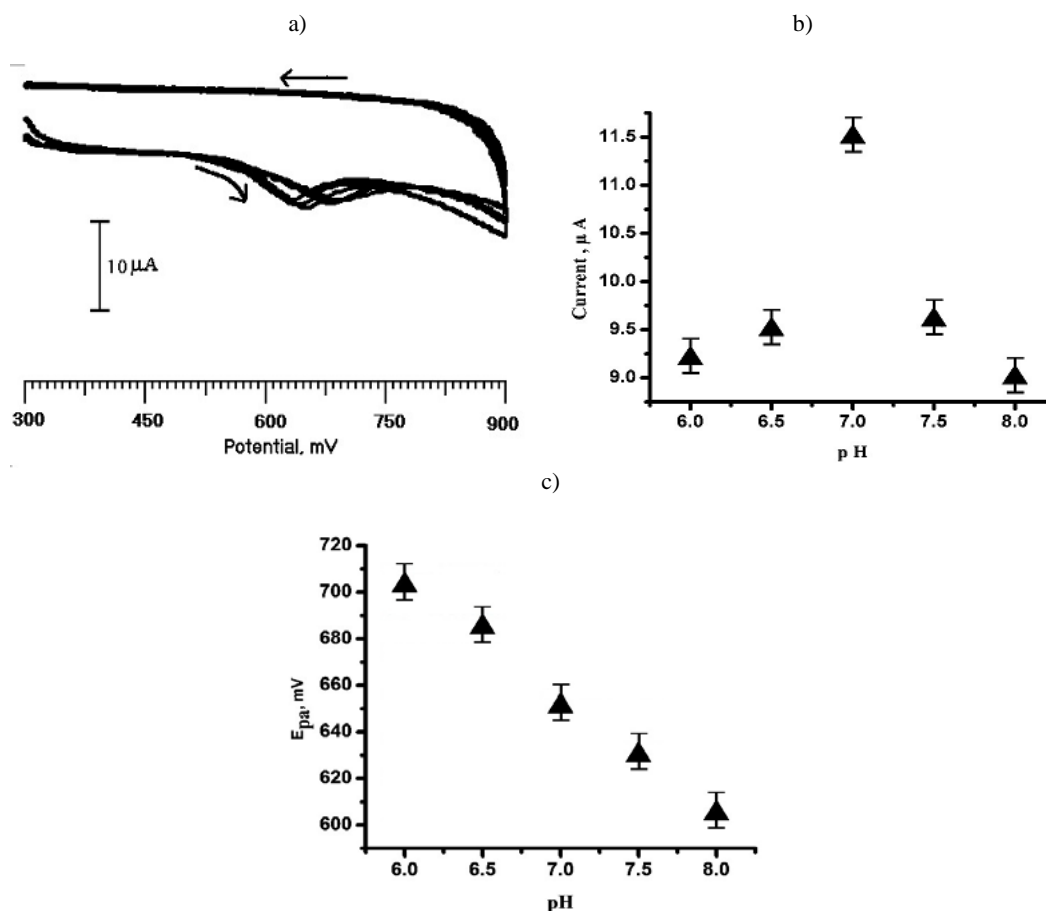 a)
b)
10 μA
300 450 600 750 900
Potential, mV
11.5
11.0
10.5
10.0
9.5
9.0
Current, μ A
6.0 6.5 7.0 7.5 8.0
p H
c)
720
700
680
660
640
620
600
Epa, mV
6.0 6.5 7.0 7.5 8.0
pH